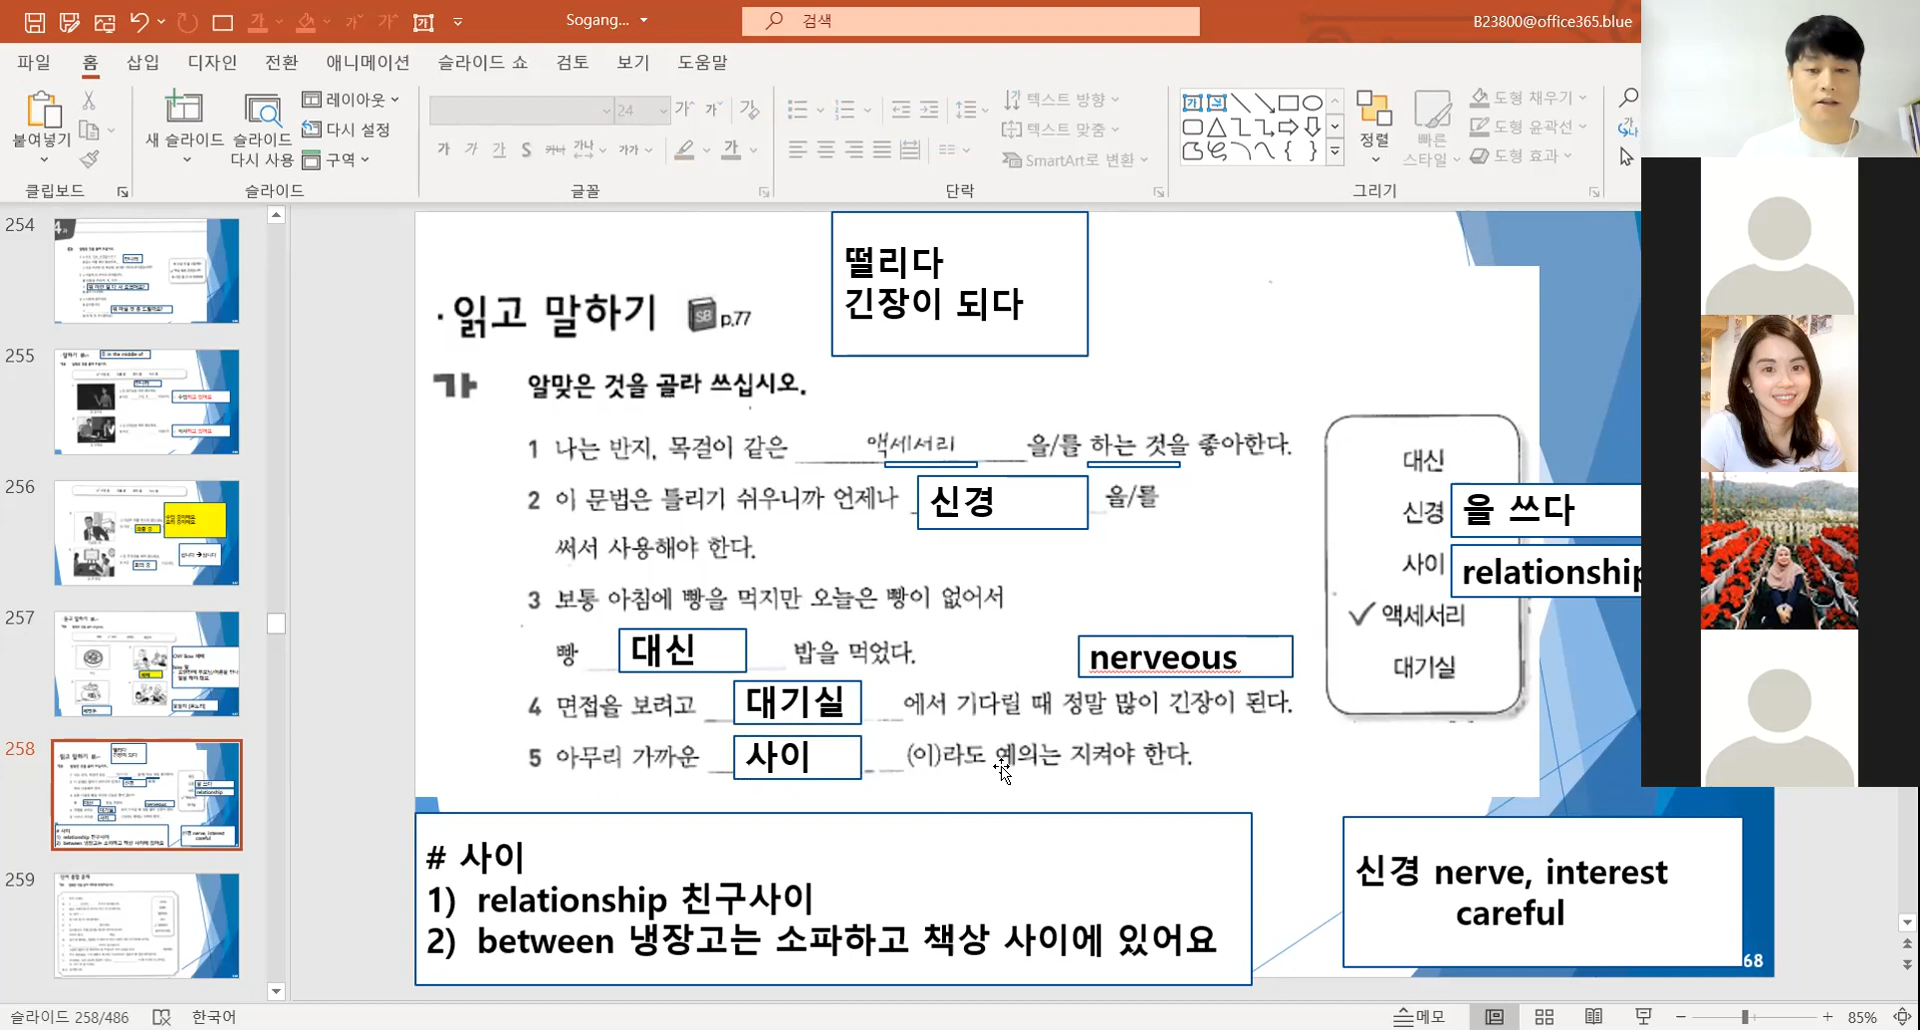 Sogang...
검색
B23800@office365.blue
파일 홈 삽입 디자인 전환 애니메이션 슬라이드 쇼 검토 보기 도움말
붙여넣기
새 슬라이드
슬라이드 다시 사용
레이아웃
다시 설정
구역
24
가 가 가 S 가나 가가 가
텍스트 방향
텍스트 맞춤
SmartArt로 변환
정렬
빠른 스타일
도형 채우기
도형 윤곽선
도형 효과
클립보드 슬라이드 글꼴 단락 그리기
254
255
256
257
258
259
떨리다
긴장이 되다
·읽고 말하기 SB p.77
가 알맞은 것을 골라 쓰십시오.
1 나는 반지, 목걸이 같은 액세서리 을/를 하는 것을 좋아한다.
2 이 문법은 틀리기 쉬우니까 언제나 신경 을/를
써서 사용해야 한다.
3 보통 아침에 빵을 먹지만 오늘은 빵이 없어서
빵 대신 밥을 먹었다.
nerveous
4 면접을 보려고 대기실 에서 기다릴 때 정말 많이 긴장이 된다.
5 아무리 가까운 사이 (이)라도 예의는 지켜야 한다.
대신
신경 을 쓰다
사이 relationship
✓ 액세서리
대기실
# 사이
1) relationship 친구사이
2) between 냉장고는 소파하고 책상 사이에 있어요
신경 nerve, interest
careful
68
슬라이드 258/486 한국어 메모 85%